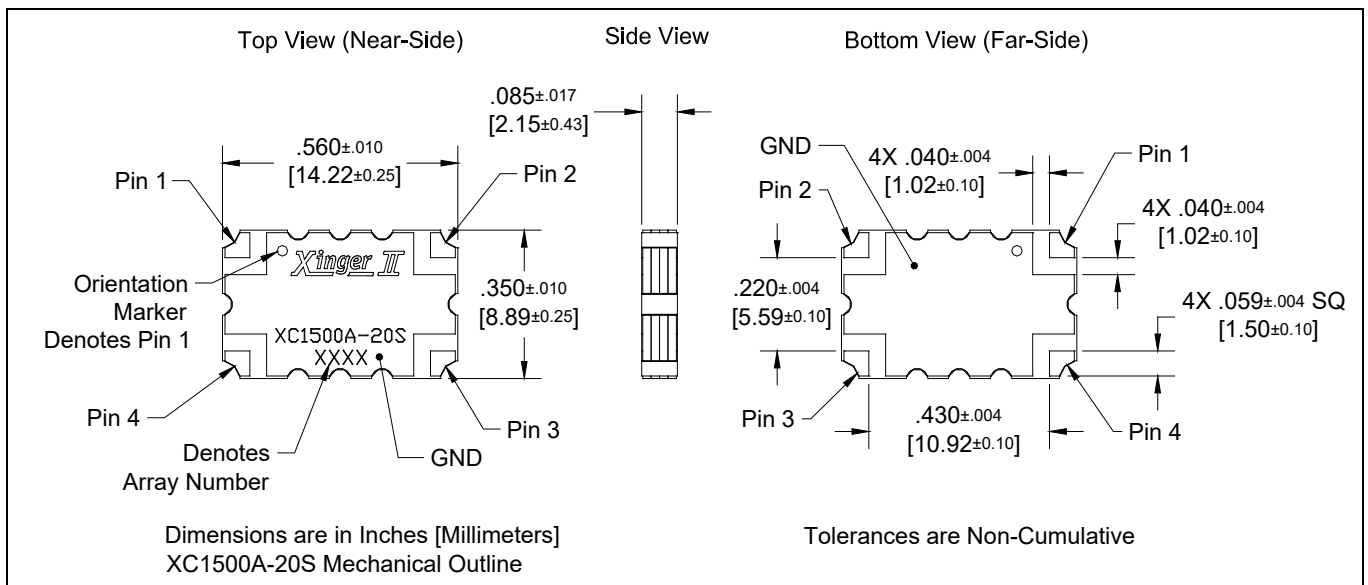 Top View (Near-Side)
Side View
Bottom View (Far-Side)
.085±.017
[2.15±0.43]
.560±.010
[14.22±0.25]
Pin 1
Pin 2
GND
4X .040±.004
[1.02±0.10]
Pin 1
Pin 2
4X .040±.004
[1.02±0.10]
Xinger II
Orientation
Marker
Denotes Pin 1
.350±.010
[8.89±0.25]
.220±.004
[5.59±0.10]
4X .059±.004 SQ
[1.50±0.10]
XC1500A-20S
XXXX
Pin 4
Pin 3
Denotes
Array Number
GND
Pin 3
.430±.004
[10.92±0.10]
Pin 4
Dimensions are in Inches [Millimeters]
XC1500A-20S Mechanical Outline
Tolerances are Non-Cumulative